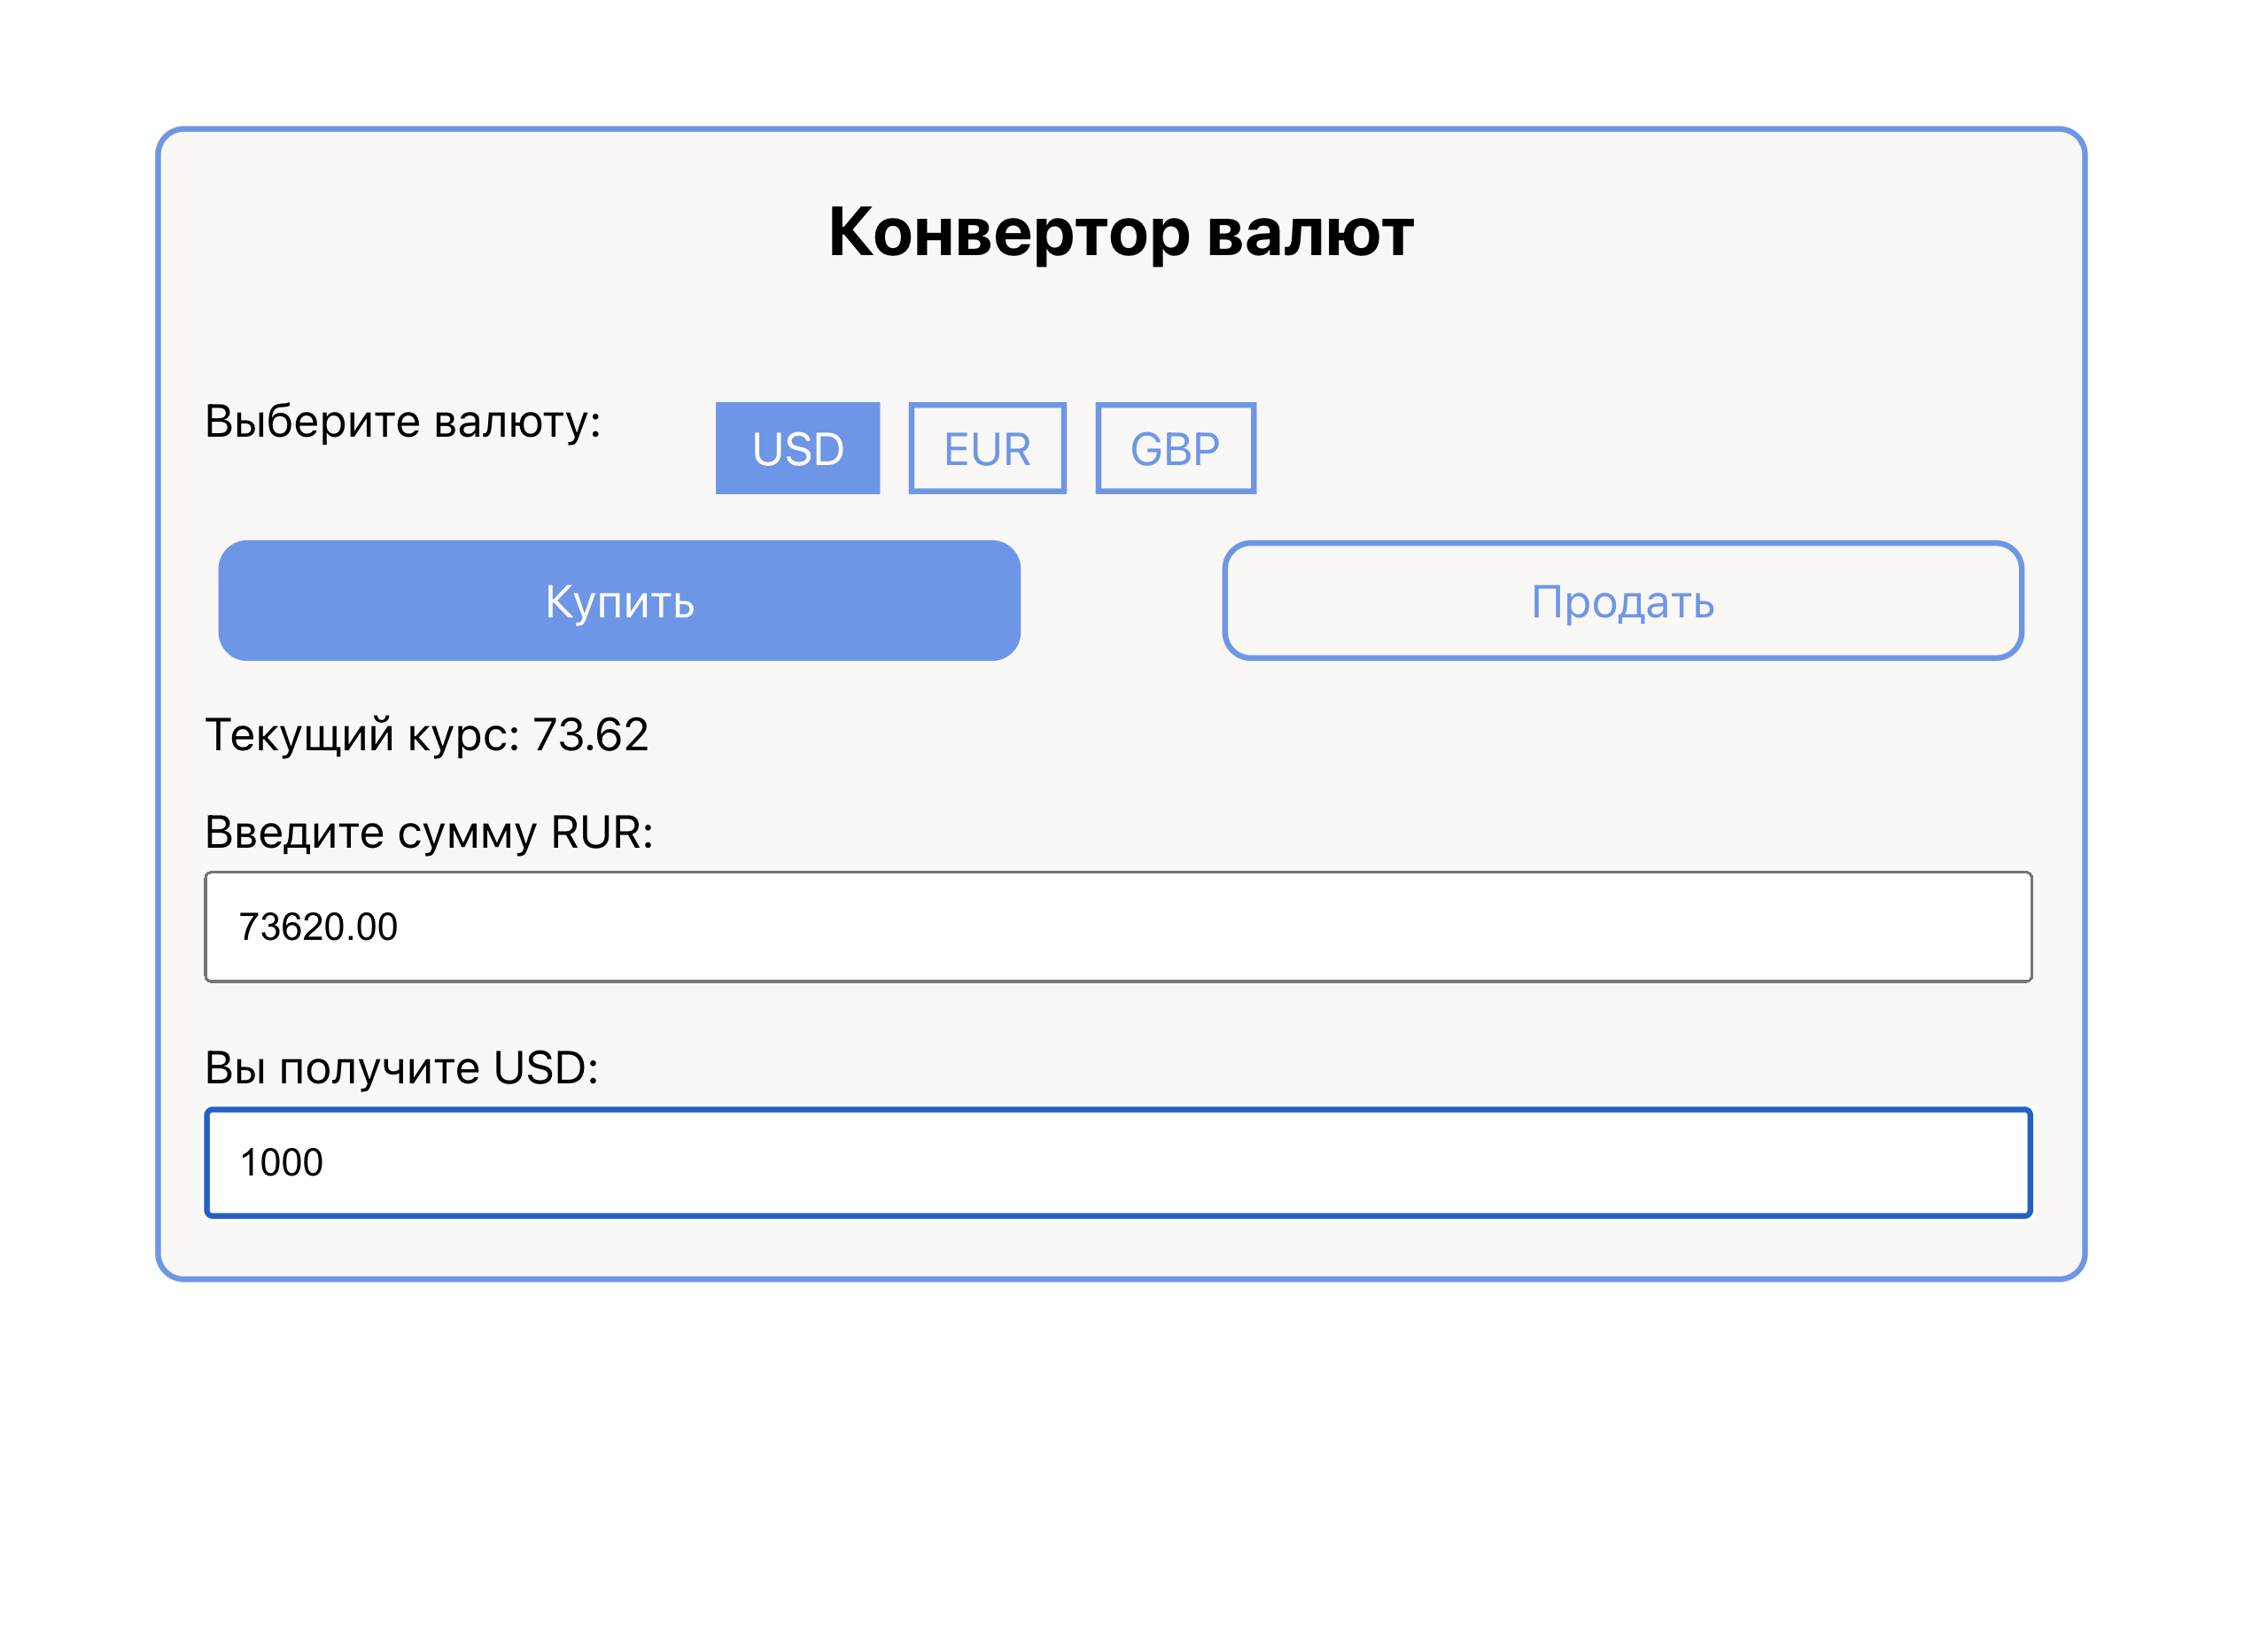 Конвертор валют
Выберите валюту:
USD EUR GBP
Купить Продать
Текущий курс: 73.62
Введите сумму RUR:
73620.00
Вы получите USD:
1000